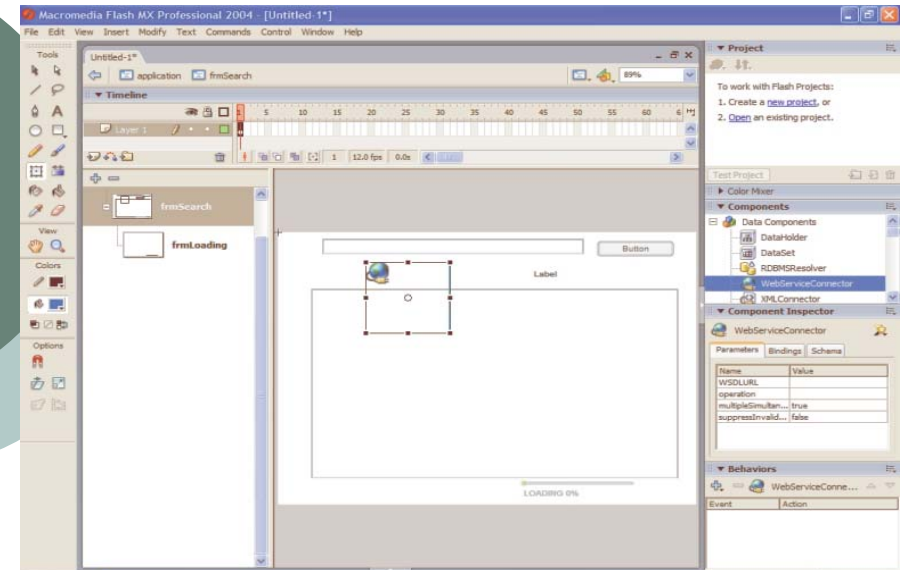 Macromedia Flash MX Professional 2004 - [Untitled-1*]
File Edit View Insert Modify Text Commands Control Window Help
Tools
View
Colors
Options
Untitled-1*
application frmSearch 89%
Timeline
1 5 10 15 20 25 30 35 40 45 50 55 60 6
Layer 1
1 12.0 fps 0.0s
frmSearch
frmLoading
Button
Label
LOADING 0%
Project
To work with Flash Projects:
1. Create a new project, or
2. Open an existing project.
Test Project
Color Mixer
Components
Data Components
DataHolder
DataSet
RDBMSResolver
WebServiceConnector
XMLConnector
Component Inspector
WebServiceConnector
Parameters Bindings Schema
Name Value
WSDLURL
operation
multipleSimultan... true
suppressInvalid... false
Behaviors
WebServiceConne...
Event Action